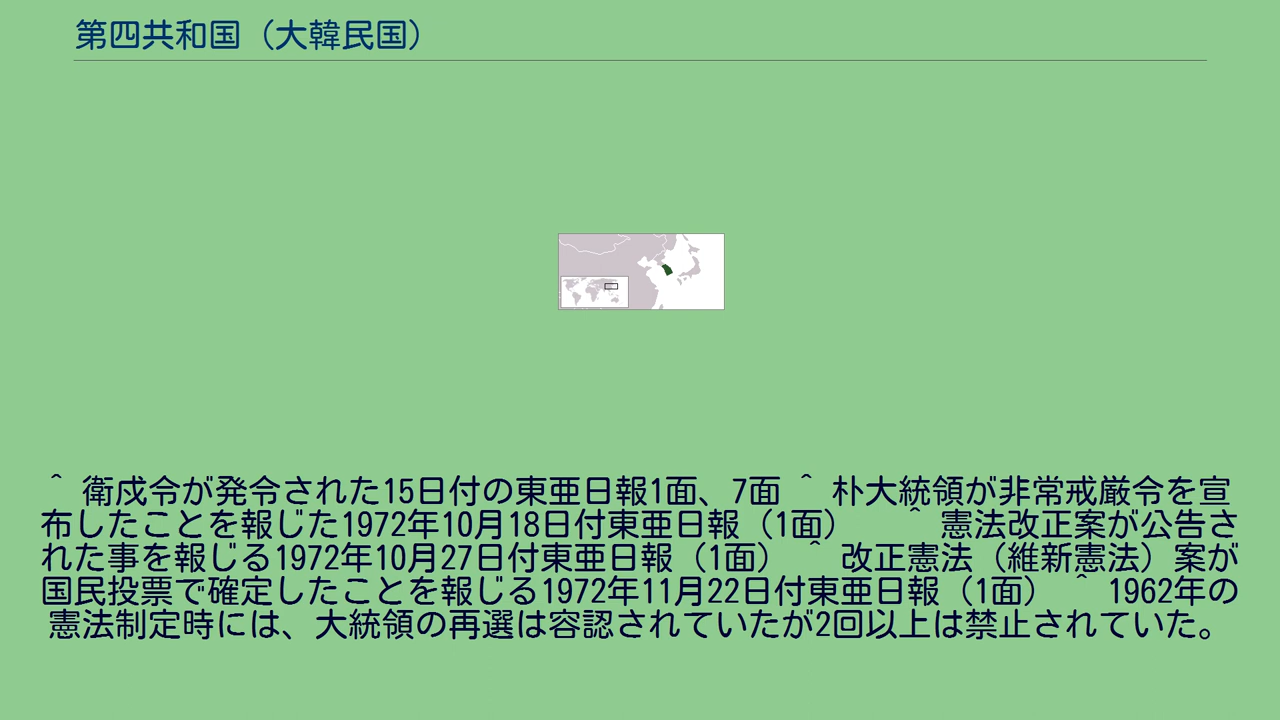 第四共和国（大韓民国）
^ 衛戍令が発令された15日付の東亜日報1面、7面 ^ 朴大統領が非常戒厳令を宣
布したことを報じた1972年10月18日付東亜日報（1面） ^ 憲法改正案が公告さ
れた事を報じる1972年10月27日付東亜日報（1面） ^ 改正憲法（維新憲法）案が
国民投票で確定したことを報じる1972年11月22日付東亜日報（1面） ^ 1962年の
憲法制定時には、大統領の再選は容認されていたが2回以上は禁止されていた。